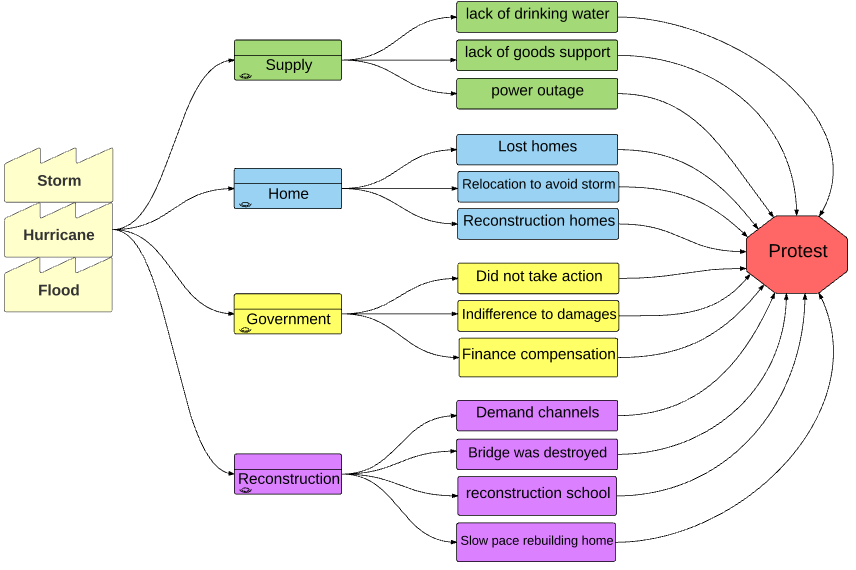 Storm
Hurricane
Flood
Supply
Home
Government
Reconstruction
lack of drinking water
lack of goods support
power outage
Lost homes
Relocation to avoid storm
Reconstruction homes
Did not take action
Indifference to damages
Finance compensation
Demand channels
Bridge was destroyed
reconstruction school
Slow pace rebuilding home
Protest